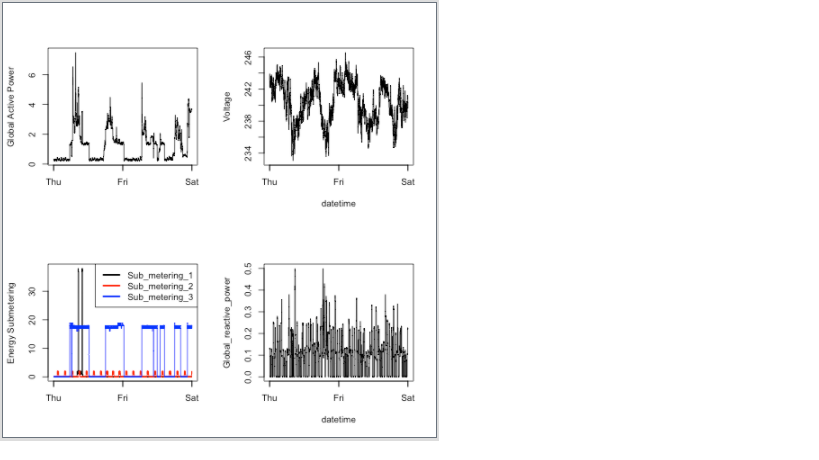 Global Active Power
6
4
2
0
Thu Fri Sat
Voltage
246
242
238
234
Thu Fri Sat
datetime
Energy Submetering
30
20
10
0
Sub_metering_1
Sub_metering_2
Sub_metering_3
Thu Fri Sat
Global_reactive_power
0.5
0.4
0.3
0.2
0.1
0.0
Thu Fri Sat
datetime